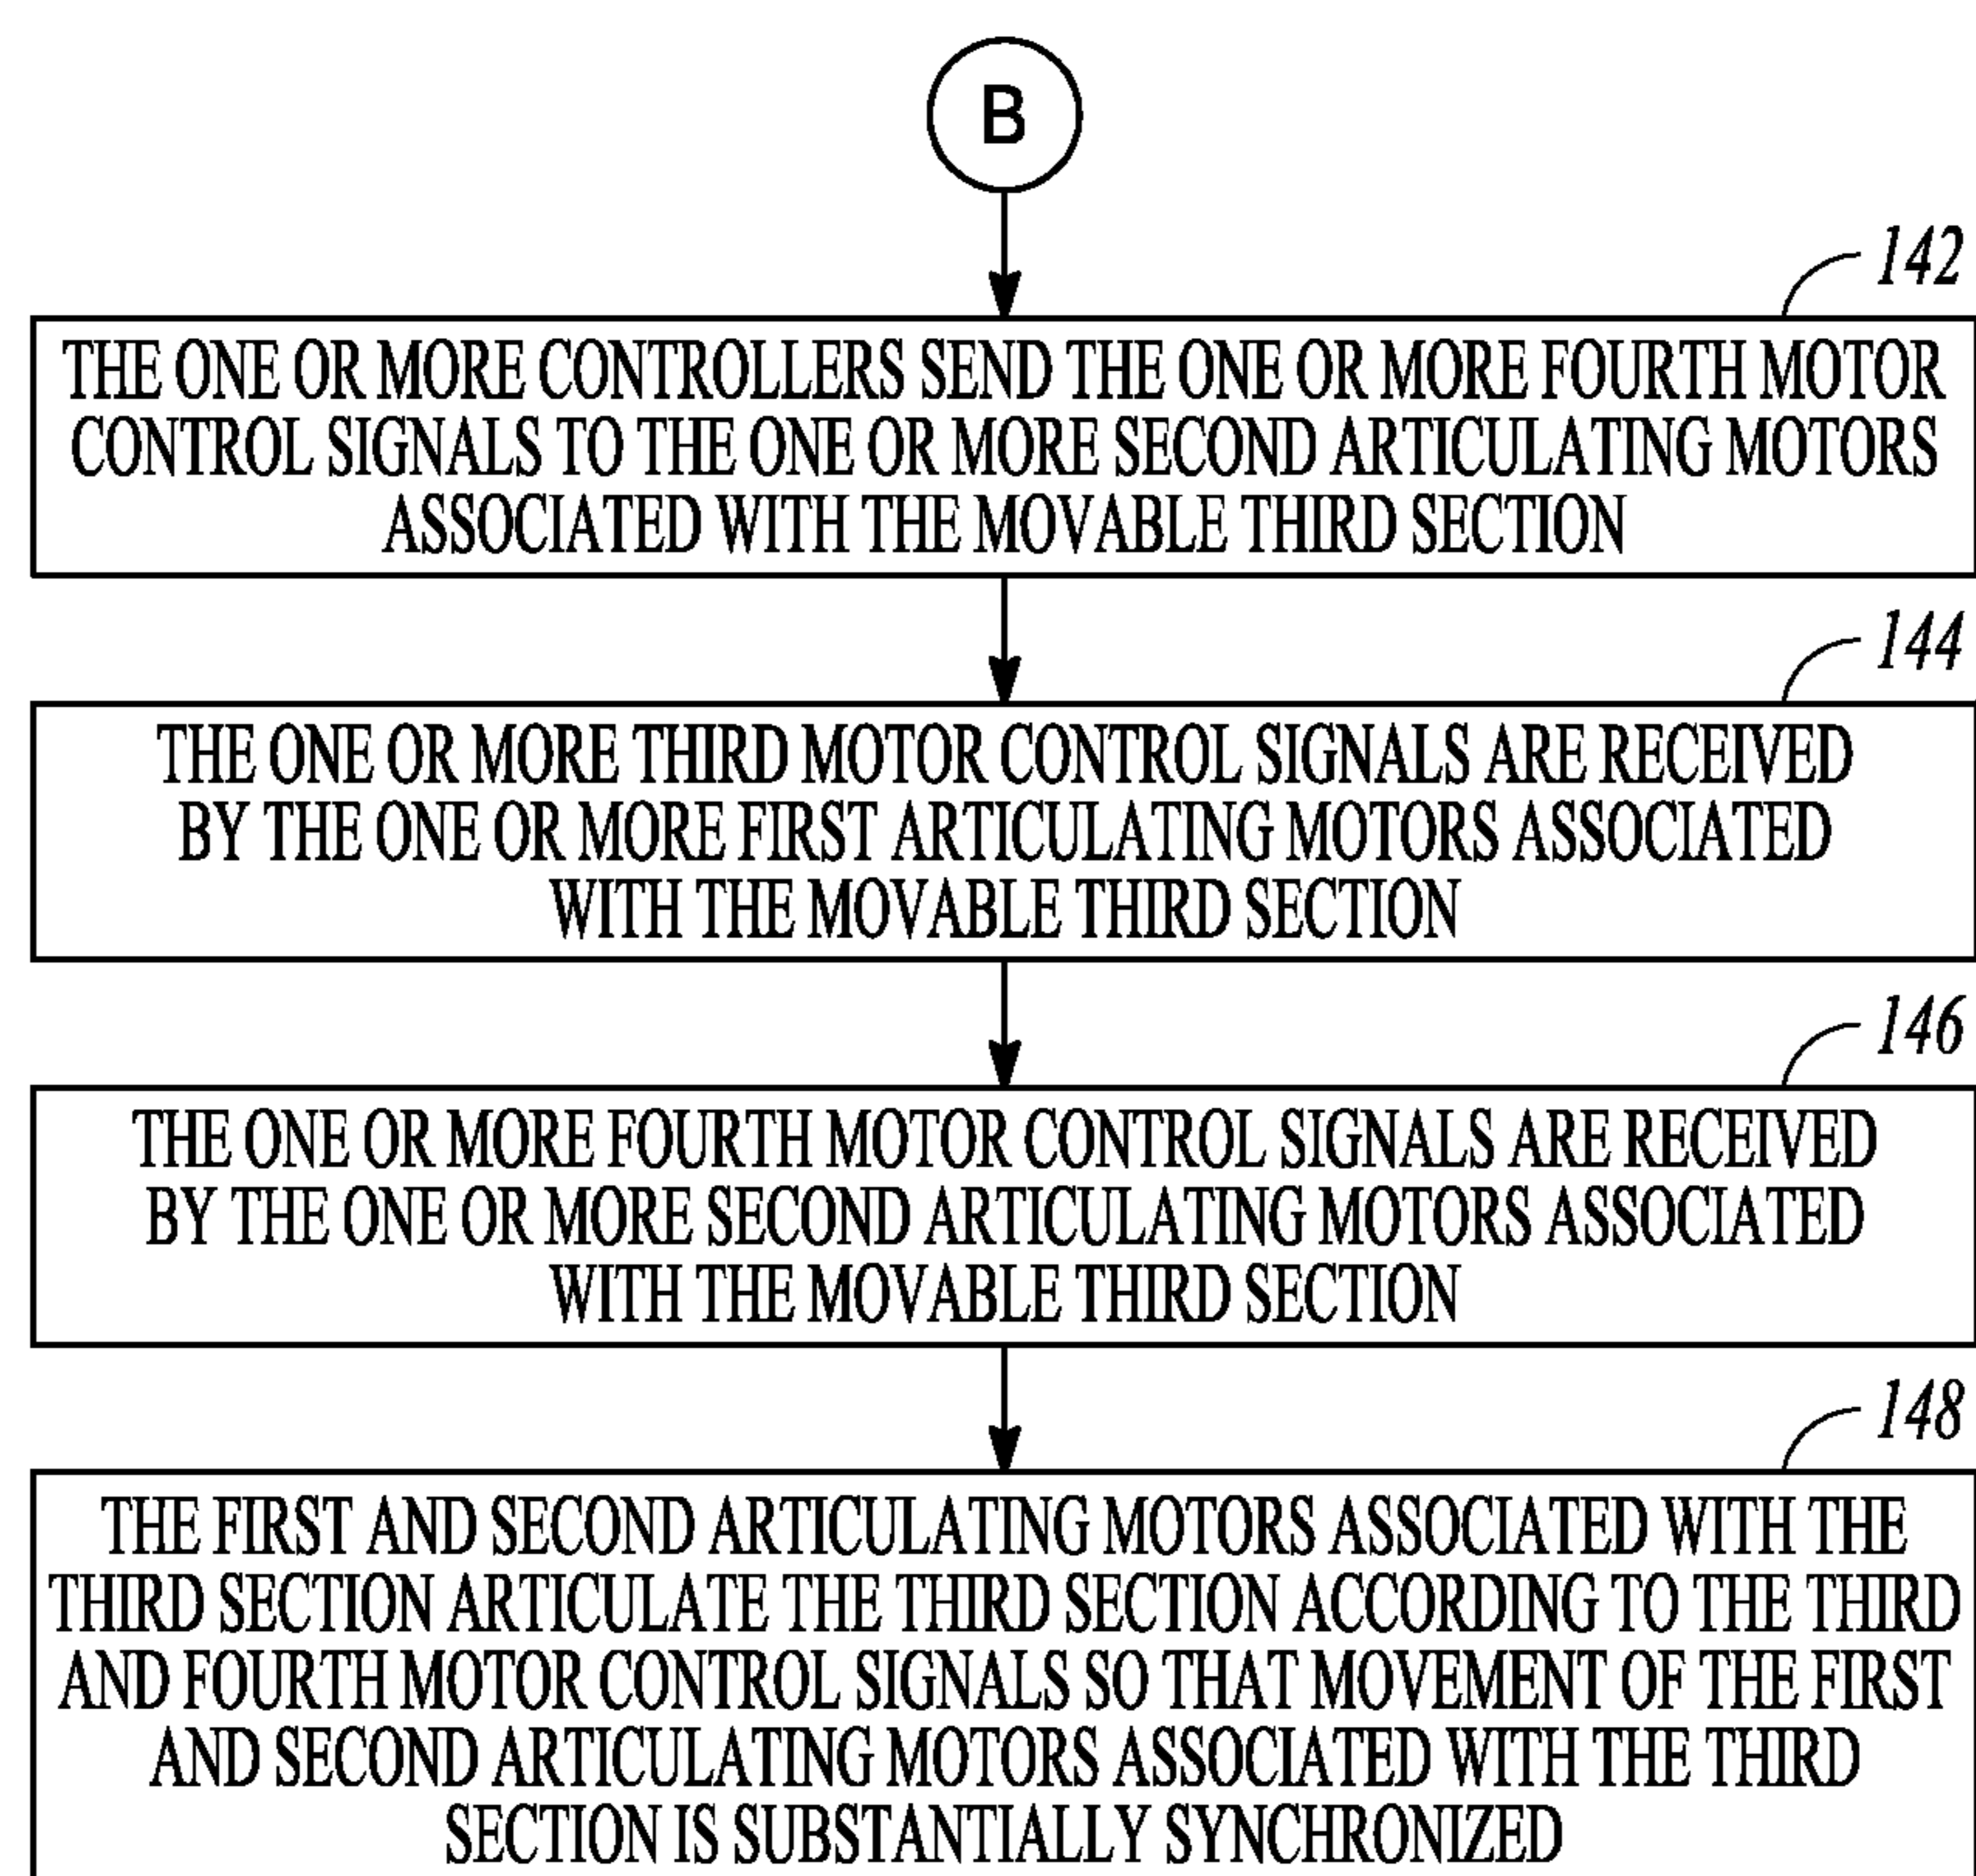 B
142
THE ONE OR MORE CONTROLLERS SEND THE ONE OR MORE FOURTH MOTOR
CONTROL SIGNALS TO THE ONE OR MORE SECOND ARTICULATING MOTORS
ASSOCIATED WITH THE MOVABLE THIRD SECTION
144
THE ONE OR MORE THIRD MOTOR CONTROL SIGNALS ARE RECEIVED
BY THE ONE OR MORE FIRST ARTICULATING MOTORS ASSOCIATED
WITH THE MOVABLE THIRD SECTION
146
THE ONE OR MORE FOURTH MOTOR CONTROL SIGNALS ARE RECEIVED
BY THE ONE OR MORE SECOND ARTICULATING MOTORS ASSOCIATED
WITH THE MOVABLE THIRD SECTION
148
THE FIRST AND SECOND ARTICULATING MOTORS ASSOCIATED WITH THE
THIRD SECTION ARTICULATE THE THIRD SECTION ACCORDING TO THE THIRD
AND FOURTH MOTOR CONTROL SIGNALS SO THAT MOVEMENT OF THE FIRST
AND SECOND ARTICULATING MOTORS ASSOCIATED WITH THE THIRD
SECTION IS SUBSTANTIALLY SYNCHRONIZED